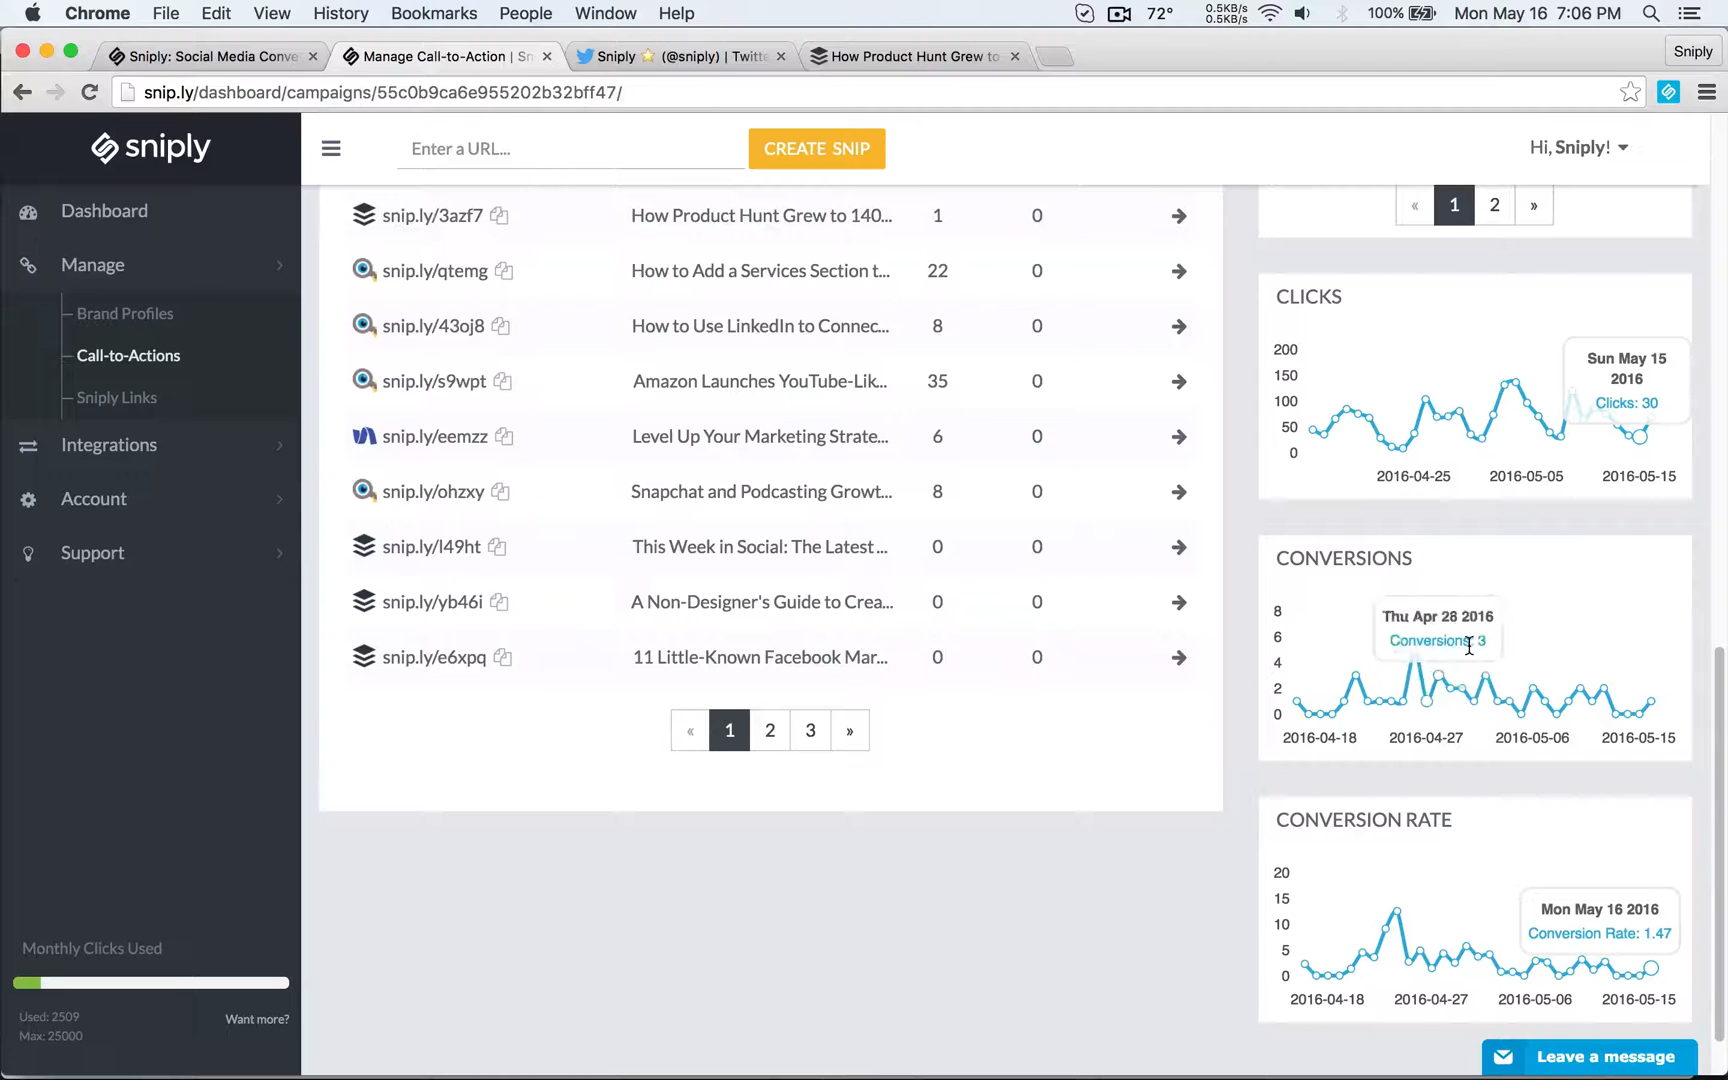 Chrome File Edit View History Bookmarks People Window Help 72° 0.5KB/s 0.5KB/s 100% Mon May 16 7:06 PM
Sniply: Social Media Conve
Manage Call-to-Action | Sn
Sniply ⭐ (@sniply) | Twitte
How Product Hunt Grew to
Sniply
snip.ly/dashboard/campaigns/55c0b9ca6e955202b32bff47/
sniply
Enter a URL...
CREATE SNIP
Hi, Sniply!
Dashboard
Manage
Brand Profiles
Call-to-Actions
Sniply Links
Integrations
Account
Support
Monthly Clicks Used
Used: 2509
Max: 25000
Want more?
snip.ly/3azf7 How Product Hunt Grew to 140... 1 0
snip.ly/qtemg How to Add a Services Section t... 22 0
snip.ly/43oj8 How to Use LinkedIn to Connec... 8 0
snip.ly/s9wpt Amazon Launches YouTube-Lik... 35 0
snip.ly/eemzz Level Up Your Marketing Strate... 6 0
snip.ly/ohzxy Snapchat and Podcasting Growt... 8 0
snip.ly/l49ht This Week in Social: The Latest ... 0 0
snip.ly/yb46i A Non-Designer's Guide to Crea... 0 0
snip.ly/e6xpq 11 Little-Known Facebook Mar... 0 0
« 1 2 3 »
« 1 2 »
CLICKS
200
150
100
50
0
Sun May 15
2016
Clicks: 30
2016-04-25 2016-05-05 2016-05-15
CONVERSIONS
8
6
4
2
0
Thu Apr 28 2016
Conversions: 3
2016-04-18 2016-04-27 2016-05-06 2016-05-15
CONVERSION RATE
20
15
10
5
0
Mon May 16 2016
Conversion Rate: 1.47
2016-04-18 2016-04-27 2016-05-06 2016-05-15
Leave a message